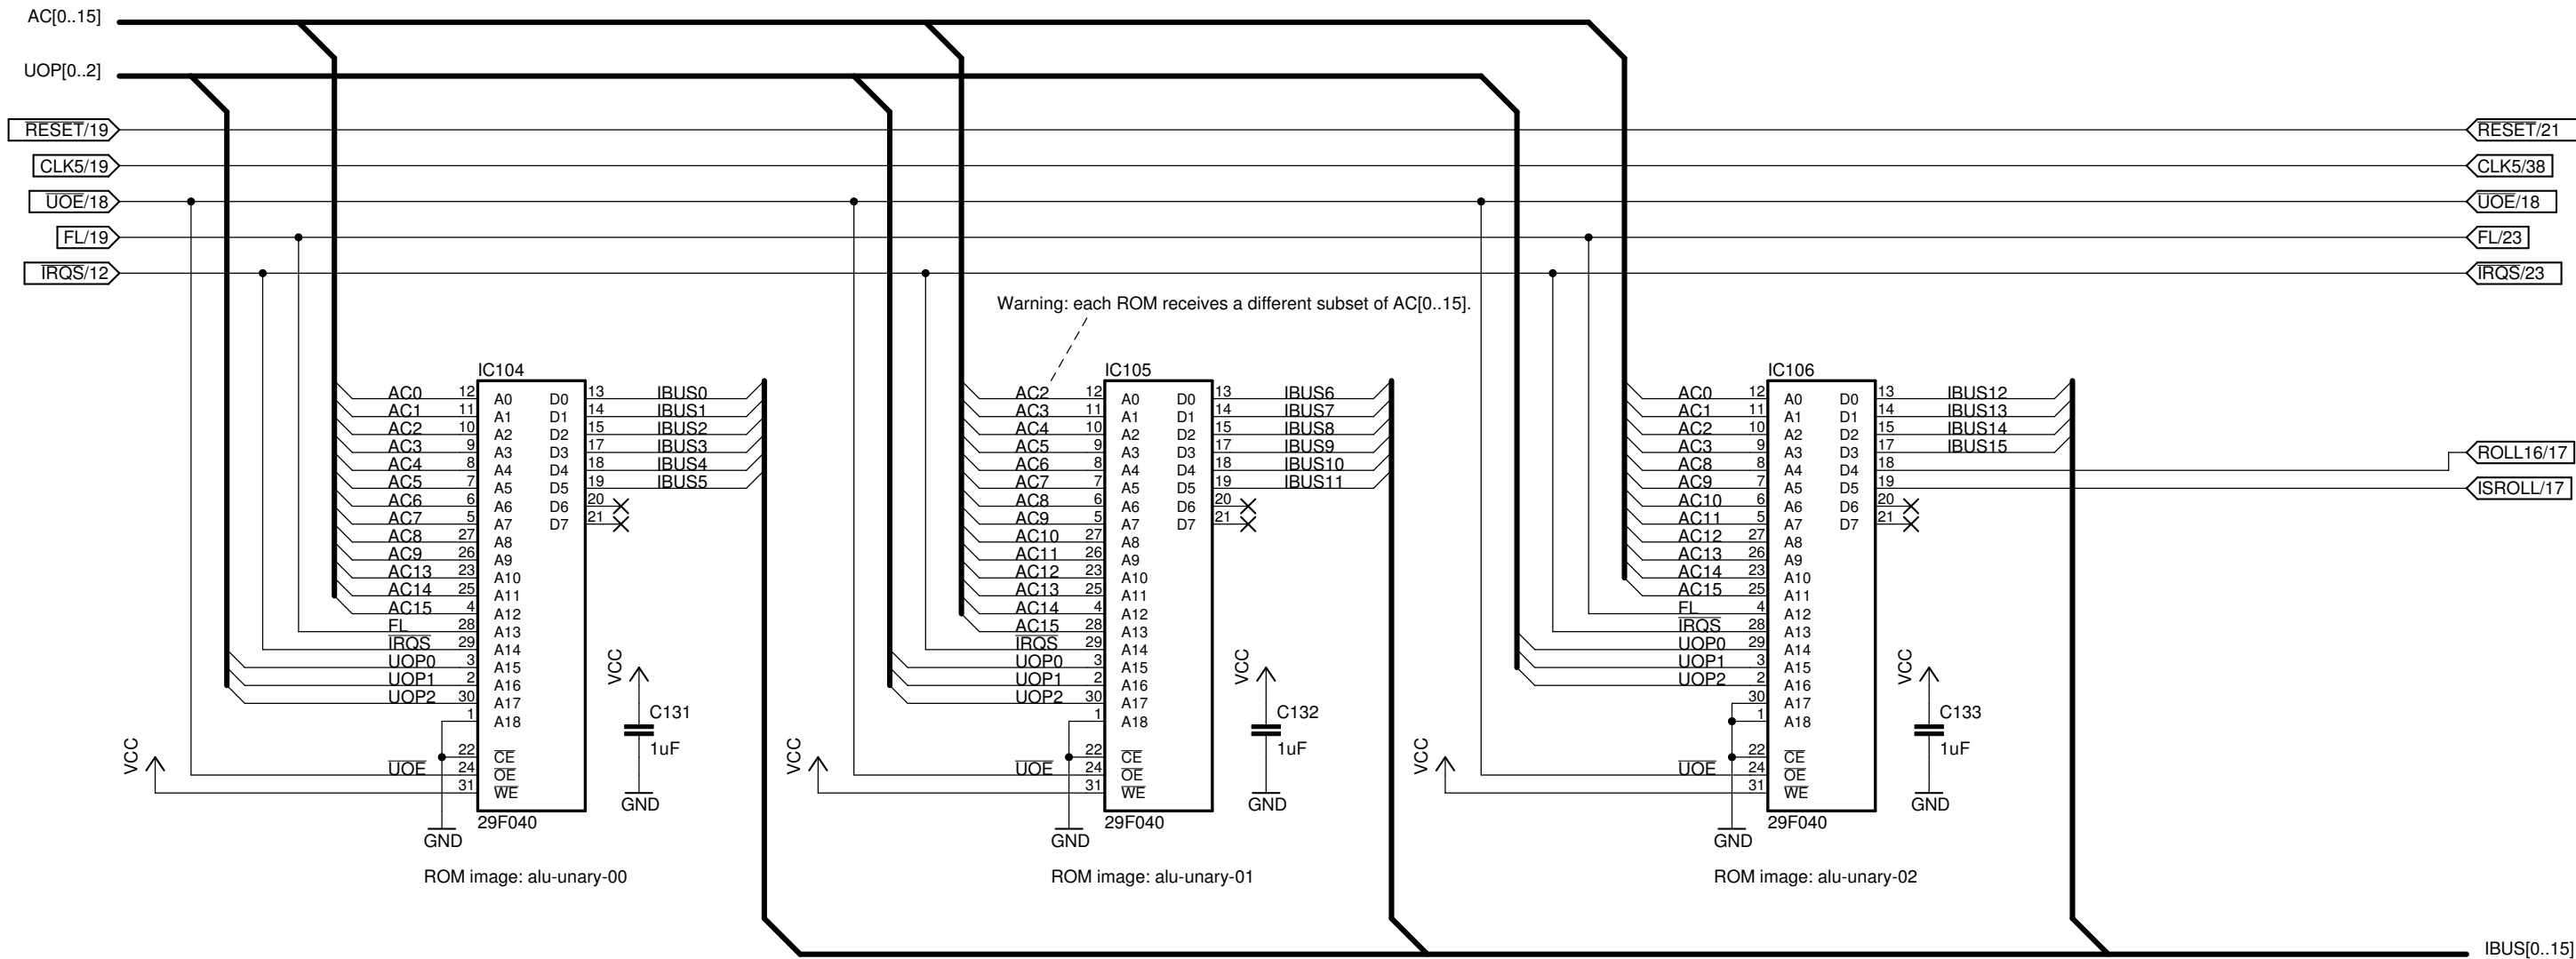 AC[0..15]
UOP[0..2]
RESET/19
RESET/21
CLK5/19
CLK5/38
UOE/18
UOE/18
FL/19
FL/23
IRQS/12
IRQS/23
Warning: each ROM receives a different subset of AC[0..15].
IC104
AC0 12 A0 D0 13 IBUS0
AC1 11 A1 D1 14 IBUS1
AC2 10 A2 D2 15 IBUS2
AC3 9 A3 D3 17 IBUS3
AC4 8 A4 D4 18 IBUS4
AC5 7 A5 D5 19 IBUS5
AC6 6 A6 D6 20
AC7 5 A7 D7 21
AC8 27 A8
AC9 26 A9
AC13 23 A10
AC14 25 A11
AC15 4 A12
FL 28 A13
IRQS 29 A14
UOP0 3 A15
UOP1 2 A16
UOP2 30 A17
1 A18
22 CE
UOE 24 OE
31 WE
VCC
GND
29F040
VCC
C131
1uF
GND
ROM image: alu-unary-00
IC105
AC2 12 A0 D0 13 IBUS6
AC3 11 A1 D1 14 IBUS7
AC4 10 A2 D2 15 IBUS8
AC5 9 A3 D3 17 IBUS9
AC6 8 A4 D4 18 IBUS10
AC7 7 A5 D5 19 IBUS11
AC8 6 A6 D6 20
AC9 5 A7 D7 21
AC10 27 A8
AC11 26 A9
AC12 23 A10
AC13 25 A11
AC14 4 A12
AC15 28 A13
IRQS 29 A14
UOP0 3 A15
UOP1 2 A16
UOP2 30 A17
1 A18
22 CE
UOE 24 OE
31 WE
VCC
GND
29F040
VCC
C132
1uF
GND
ROM image: alu-unary-01
IC106
AC0 12 A0 D0 13 IBUS12
AC1 11 A1 D1 14 IBUS13
AC2 10 A2 D2 15 IBUS14
AC3 9 A3 D3 17 IBUS15
AC8 8 A4 D4 18
ROLL16/17
AC9 7 A5 D5 19
ISROLL/17
AC10 6 A6 D6 20
AC11 5 A7 D7 21
AC12 27 A8
AC13 26 A9
AC14 23 A10
AC15 25 A11
FL 4 A12
IRQS 28 A13
UOP0 29 A14
UOP1 3 A15
UOP2 2 A16
30 A17
1 A18
22 CE
UOE 24 OE
31 WE
VCC
GND
29F040
VCC
C133
1uF
GND
ROM image: alu-unary-02
IBUS[0..15]